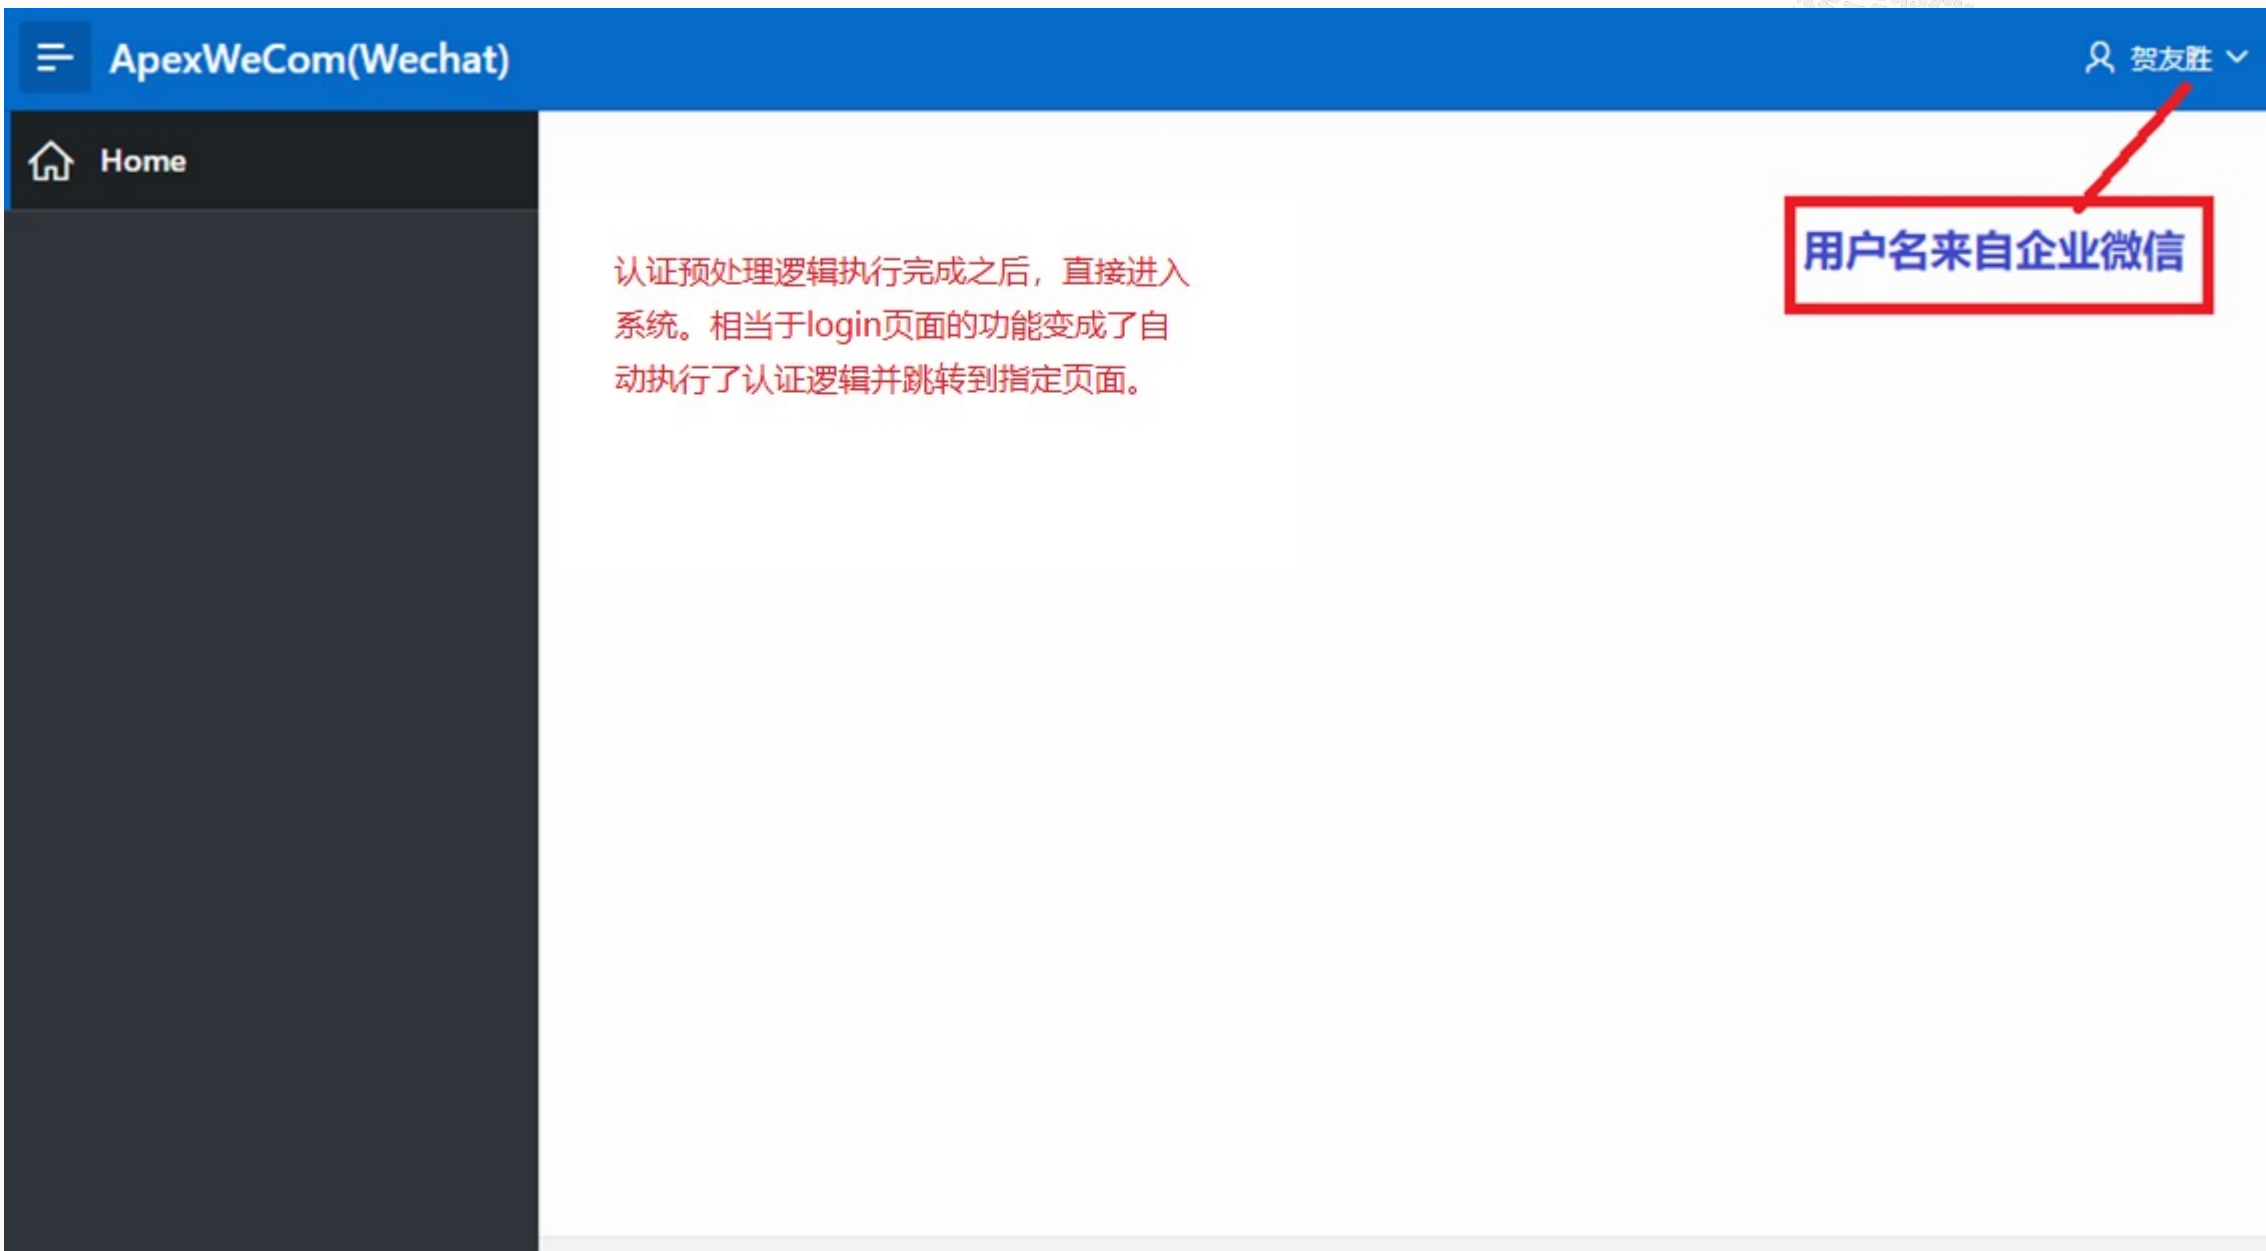 ApexWeCom(Wechat)
贺友胜
Home
用户名来自企业微信
认证预处理逻辑执行完成之后，直接进入
系统。相当于login页面的功能变成了自
动执行了认证逻辑并跳转到指定页面。